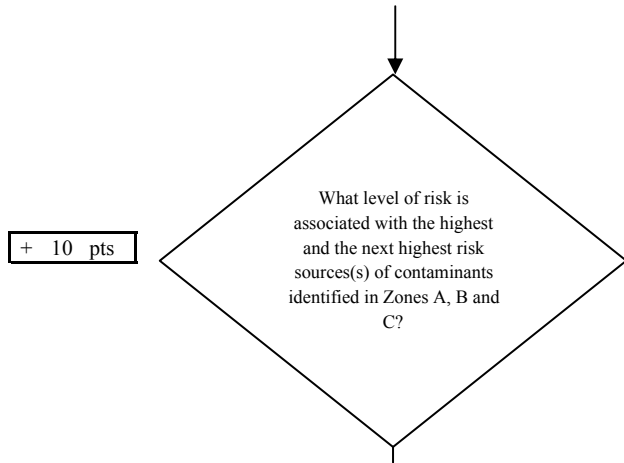 What level of risk is
associated with the highest
+ 10 pts
and the next highest risk
sources(s) of contaminants
identified in Zones A, B and
C?